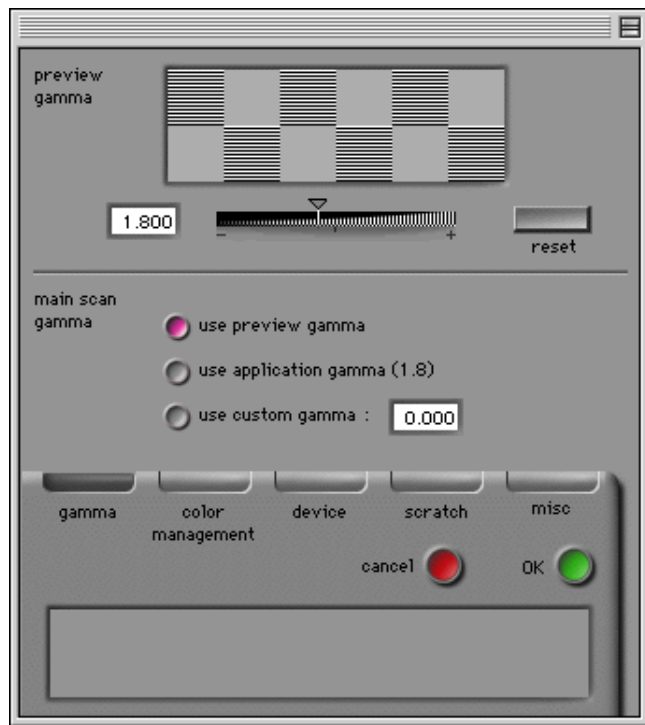 preview
gamma
1.800
- +
reset
main scan
gamma
use preview gamma
use application gamma (1.8)
use custom gamma : 0.000
gamma color management device scratch misc
cancel OK